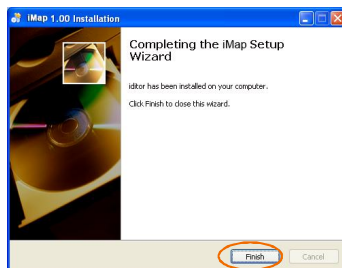 iMap 1.00 Installation
Completing the iMap Setup
Wizard
iditor has been installed on your computer.
Click Finish to close this wizard.
Finish
Cancel